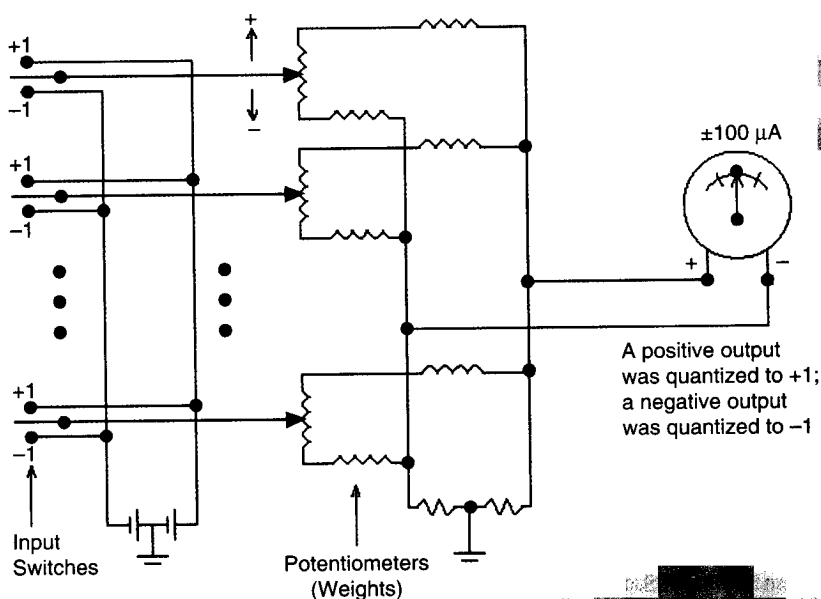 +
+1
-1
−
±100 μA
+1
-1
+ −
A positive output
was quantized to +1;
a negative output
was quantized to –1
+1
-1
Input
Switches
Potentiometers
(Weights)